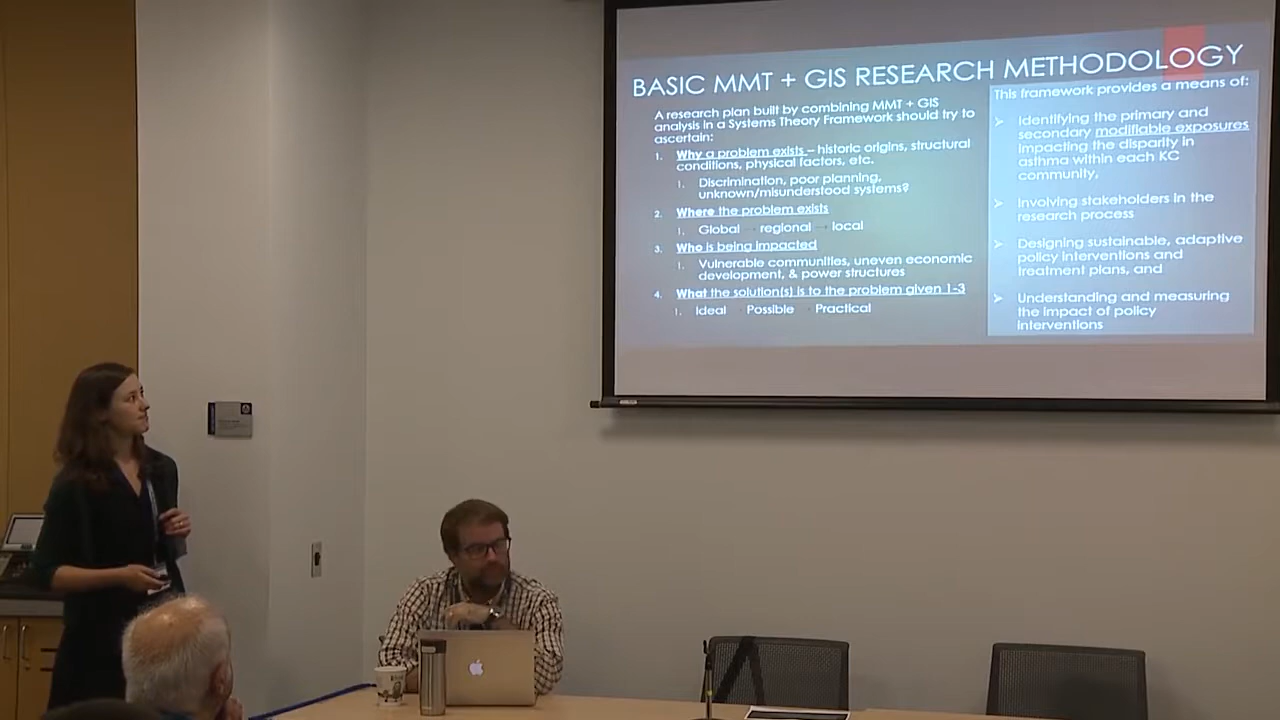 BASIC MMT + GIS RESEARCH METHODOLOGY
A research plan built by combining MMT + GIS
analysis in a Systems Theory Framework should try to
ascertain:
1. Why a problem exists – historic origins, structural
conditions, physical factors, etc.
1. Discrimination, poor planning,
unknown/misunderstood systems?
2. Where the problem exists
1. Global → regional → local
3. Who is being impacted
1. Vulnerable communities, uneven economic
development, & power structures
4. What the solution(s) is to the problem given 1-3
1. Ideal Possible Practical
This framework provides a means of:
➢ Identifying the primary and
secondary modifiable exposures
impacting the disparity in
asthma within each KC
community,
➢ Involving stakeholders in the
research process
➢ Designing sustainable, adaptive
policy interventions and
treatment plans, and
➢ Understanding and measuring
the impact of policy
interventions